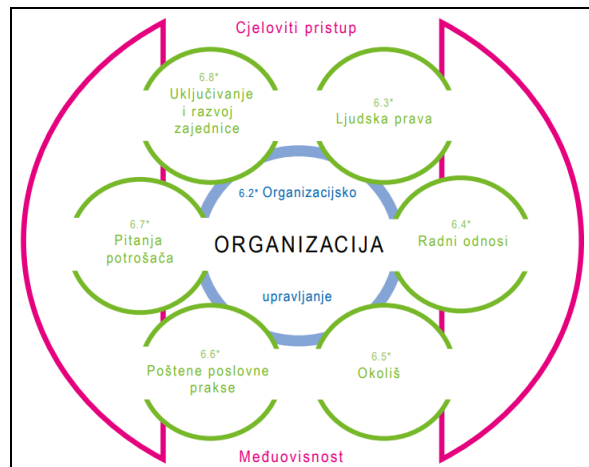 Cjeloviti pristup
6.8*
Uključivanje
i razvoj
zajednice
6.3*
Ljudska prava
6.2* Organizacijsko
6.7*
Pitanja
potrošača
ORGANIZACIJA
6.4*
Radni odnosi
upravljanje
6.6*
Poštene poslovne
prakse
6.5*
Okoliš
Međuovisnost